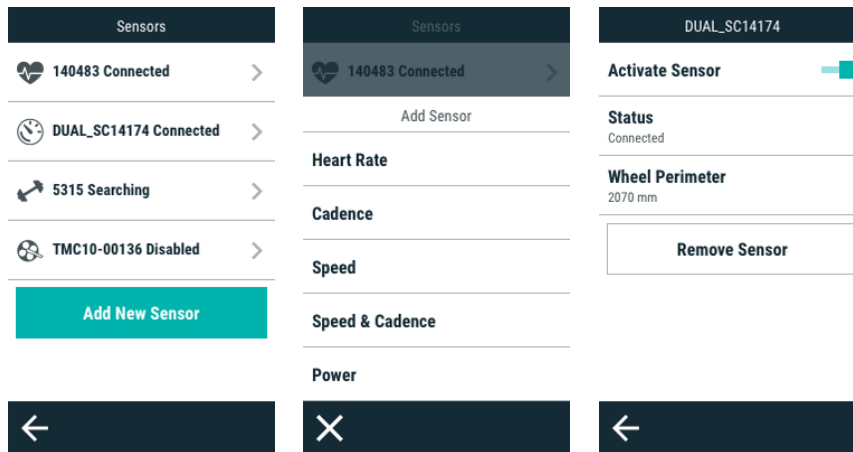 Sensors
140483 Connected
DUAL_SC14174 Connected
5315 Searching
TMC10-00136 Disabled
Add New Sensor
Sensors
140483 Connected
Add Sensor
Heart Rate
Cadence
Speed
Speed & Cadence
Power
DUAL_SC14174
Activate Sensor
Status
Connected
Wheel Perimeter
2070 mm
Remove Sensor